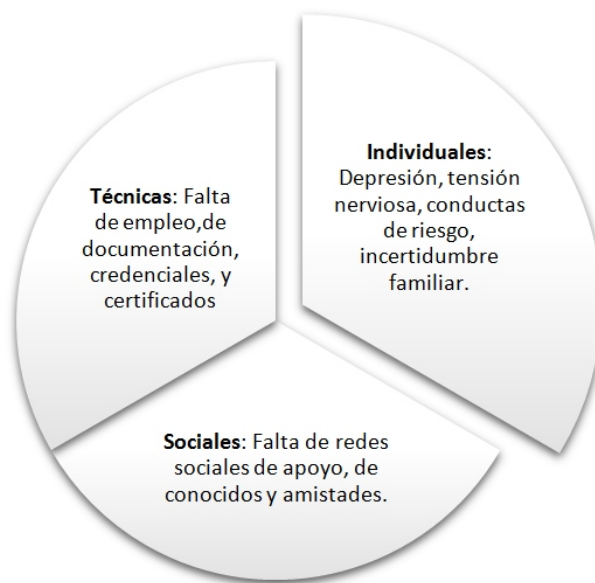 Individuales:
Depresión, tensión
nerviosa, conductas
de riesgo,
incertidumbre
familiar.
Técnicas: Falta
de empleo,de
documentación,
credenciales, y
certificados
Sociales: Falta de redes
sociales de apoyo, de
conocidos y amistades.